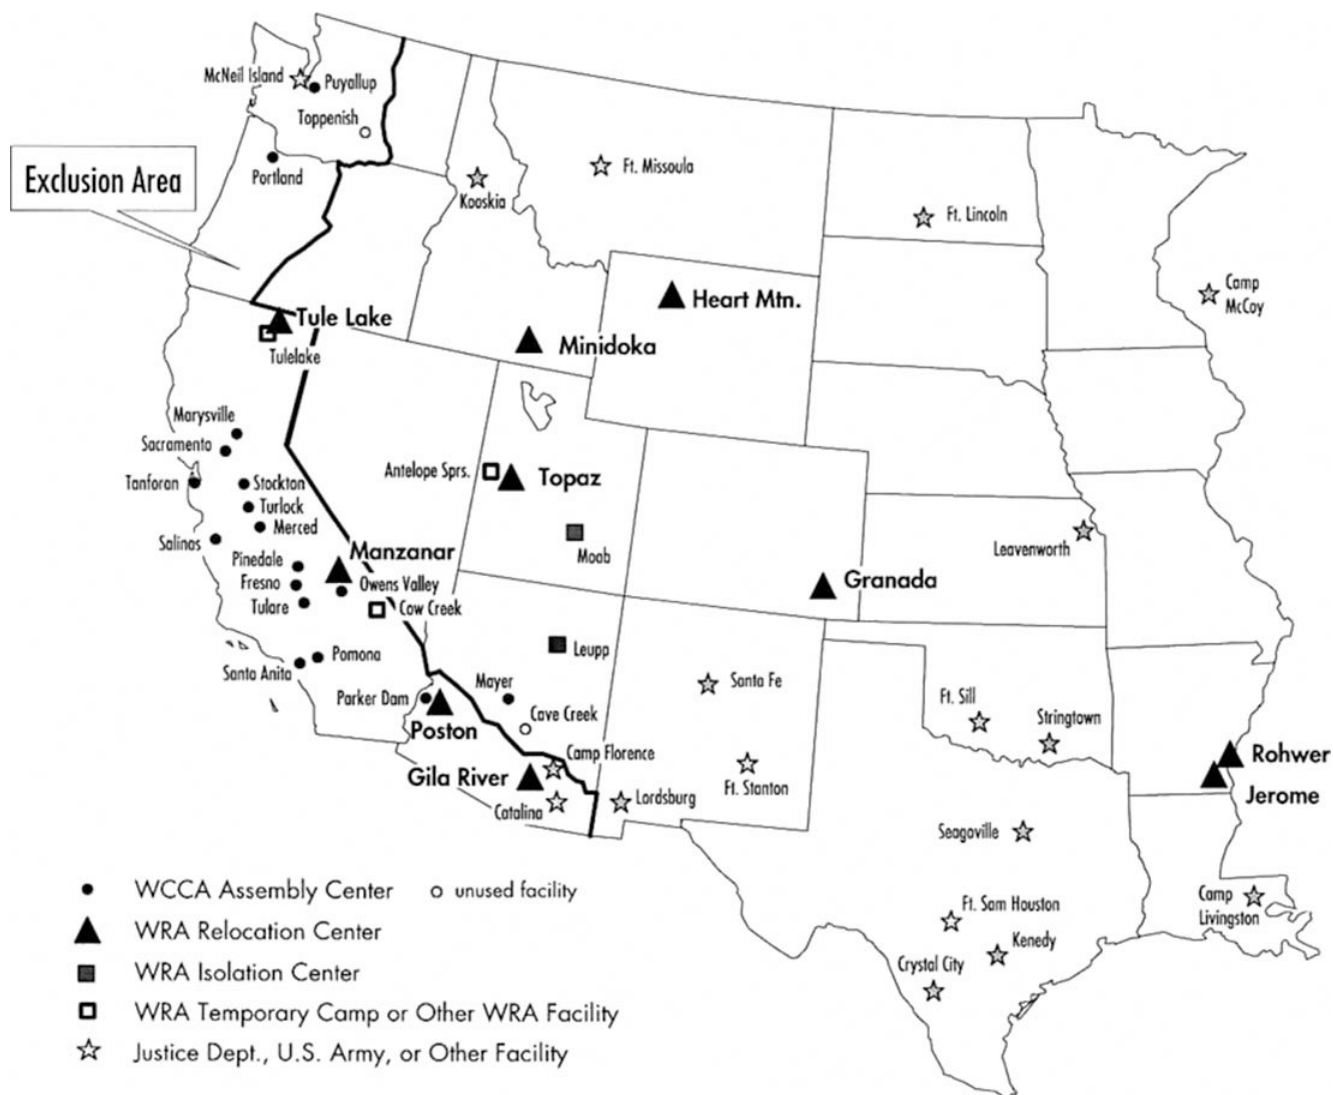 McNeil Island
Puyallup
Toppenish
Exclusion Area
Portland
Kooskia
Ft. Missoula
Ft. Lincoln
Camp
McCoy
Heart Mtn.
Tule Lake
Tulelake
Minidoka
Marysville
Sacramento
Tanforan
Stockton
Turlock
Merced
Salinas
Antelope Sprs.
Topaz
Moab
Leavenworth
Pinedale
Fresno
Tulare
Manzanar
Owens Valley
Cow Creek
Granada
Leupp
Santa Anita
Pomona
Parker Dam
Poston
Mayer
Cave Creek
Santa Fe
Ft. Sill
Stringtown
Camp Florence
Gila River
Catalina
Lordsburg
Ft. Stanton
Rohwer
Jerome
Seagoville
Ft. Sam Houston
Kenedy
Crystal City
Camp
Livingston
WCCA Assembly Center
unused facility
WRA Relocation Center
WRA Isolation Center
WRA Temporary Camp or Other WRA Facility
Justice Dept., U.S. Army, or Other Facility